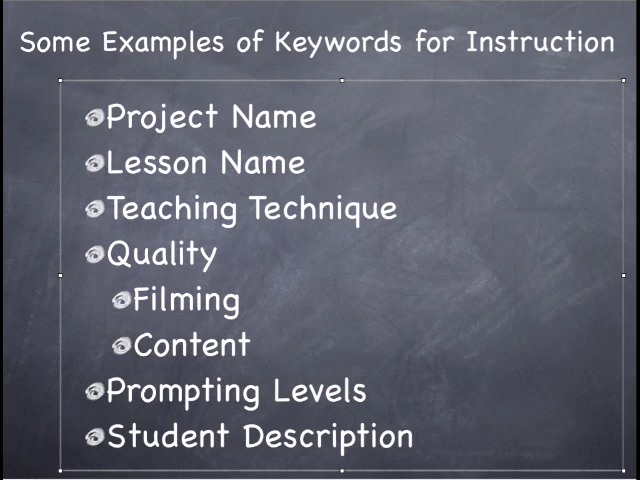 Some Examples of Keywords for Instruction
Project Name
Lesson Name
Teaching Technique
Quality
Filming
Content
Prompting Levels
Student Description